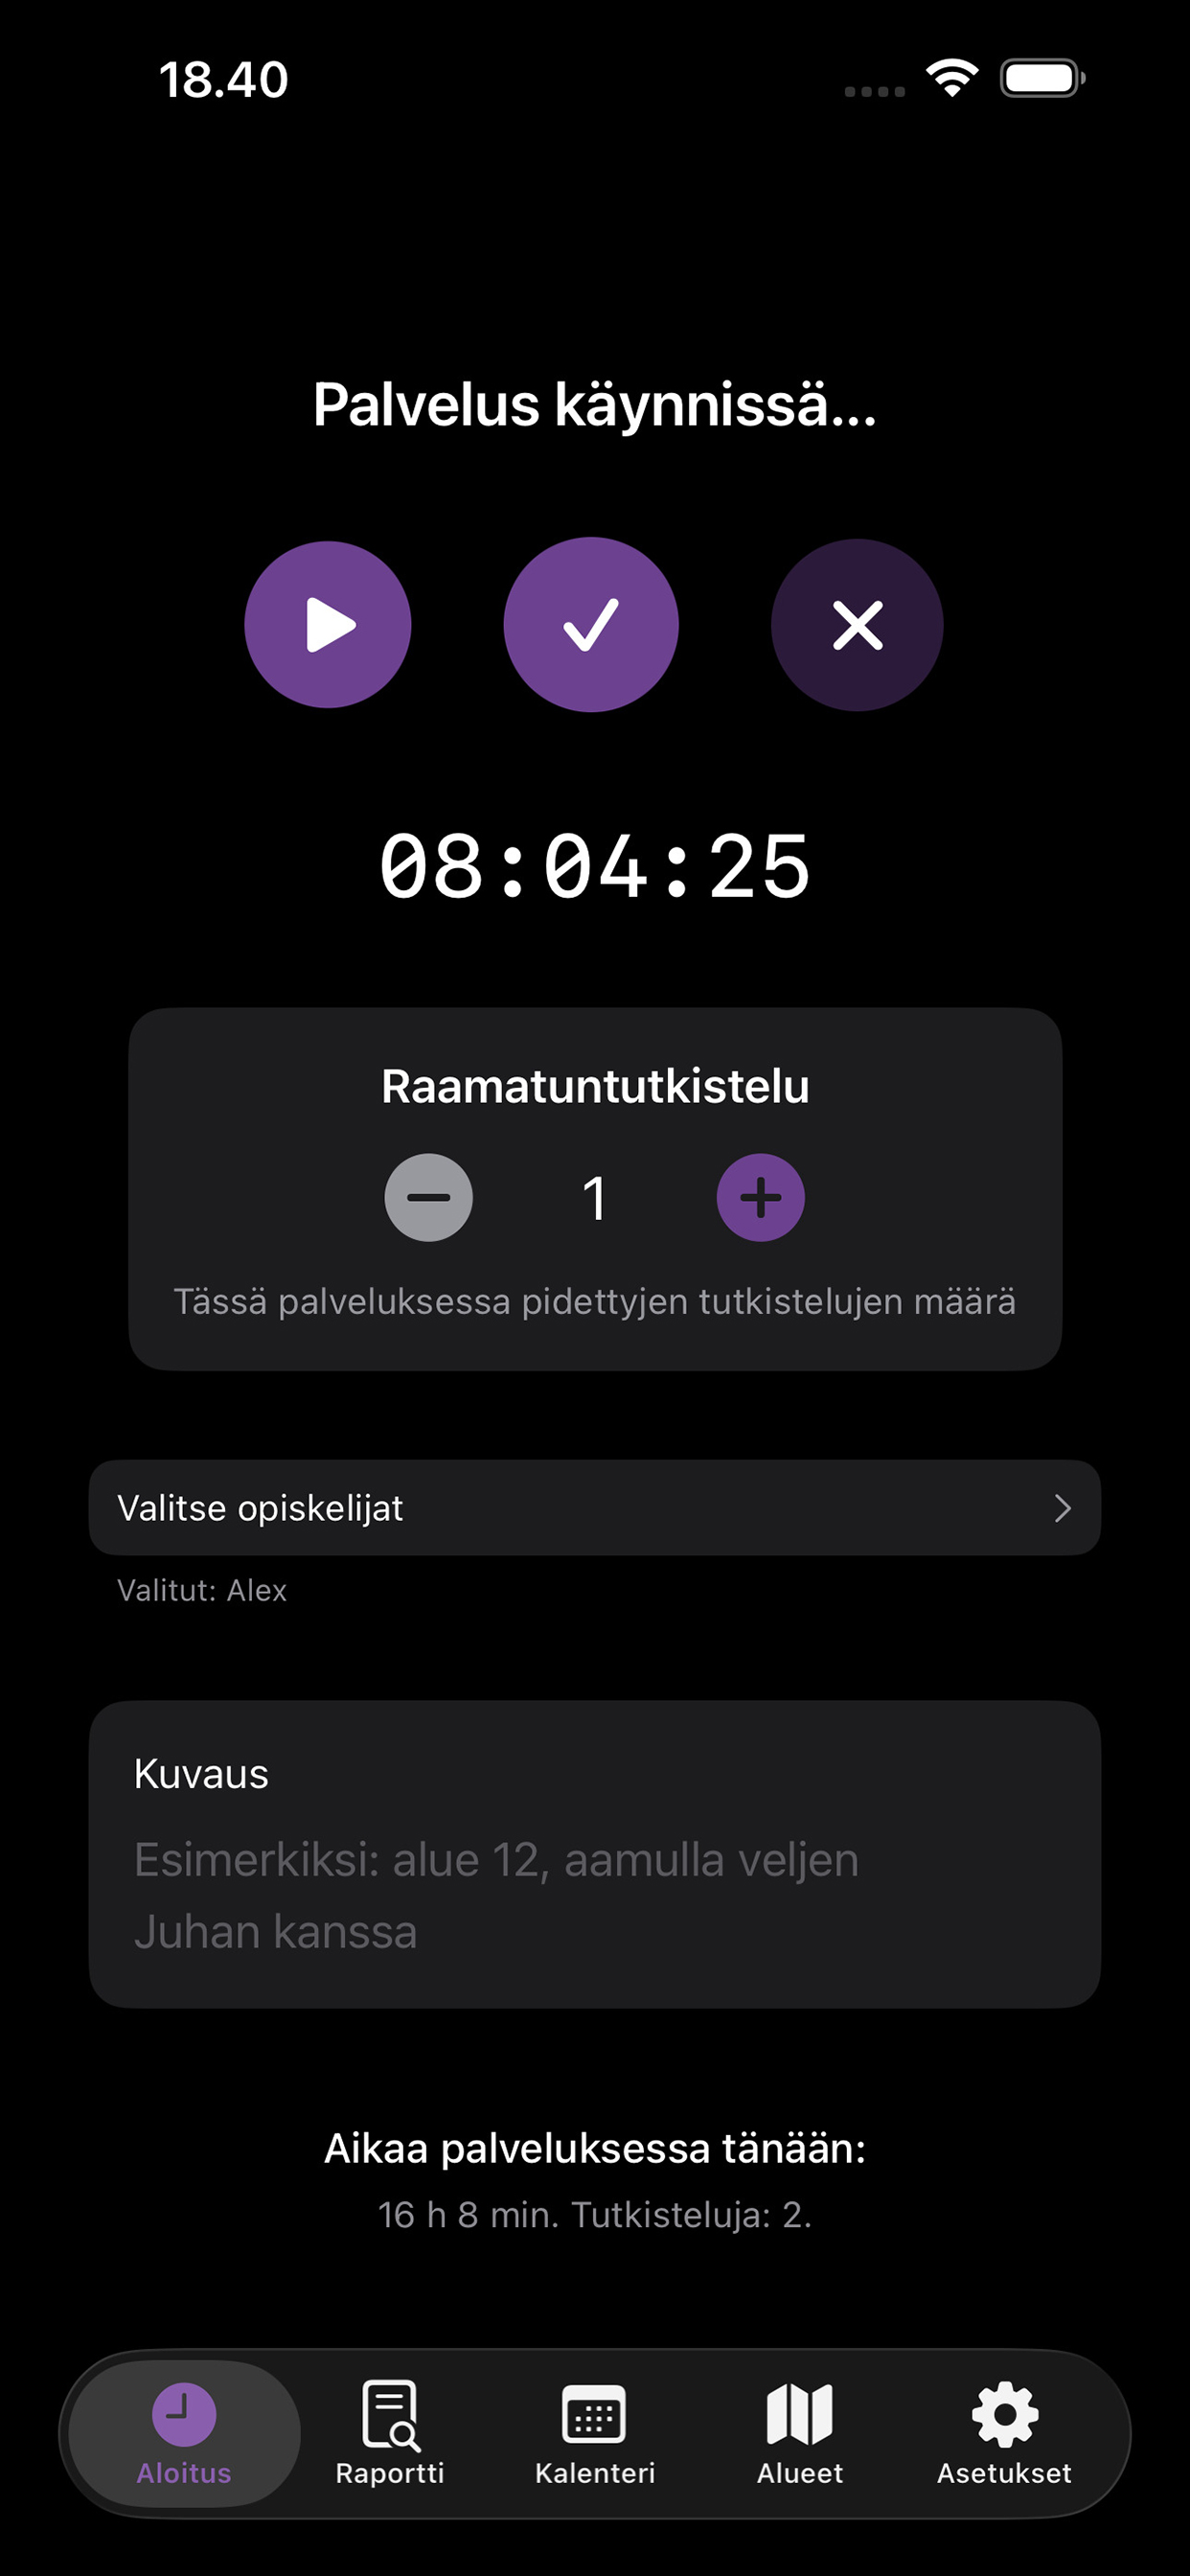 18.40
Palvelus käynnissä...
08:04:25
Raamatuntutkistelu
1
Tässä palveluksessa pidettyjen tutkistelujen määrä
Valitse opiskelijat
Valitut: Alex
Kuvaus
Esimerkiksi: alue 12, aamulla veljen
Juhan kanssa
Aikaa palveluksessa tänään:
16 h 8 min. Tutkisteluja: 2.
Aloitus Raportti Kalenteri Alueet Asetukset